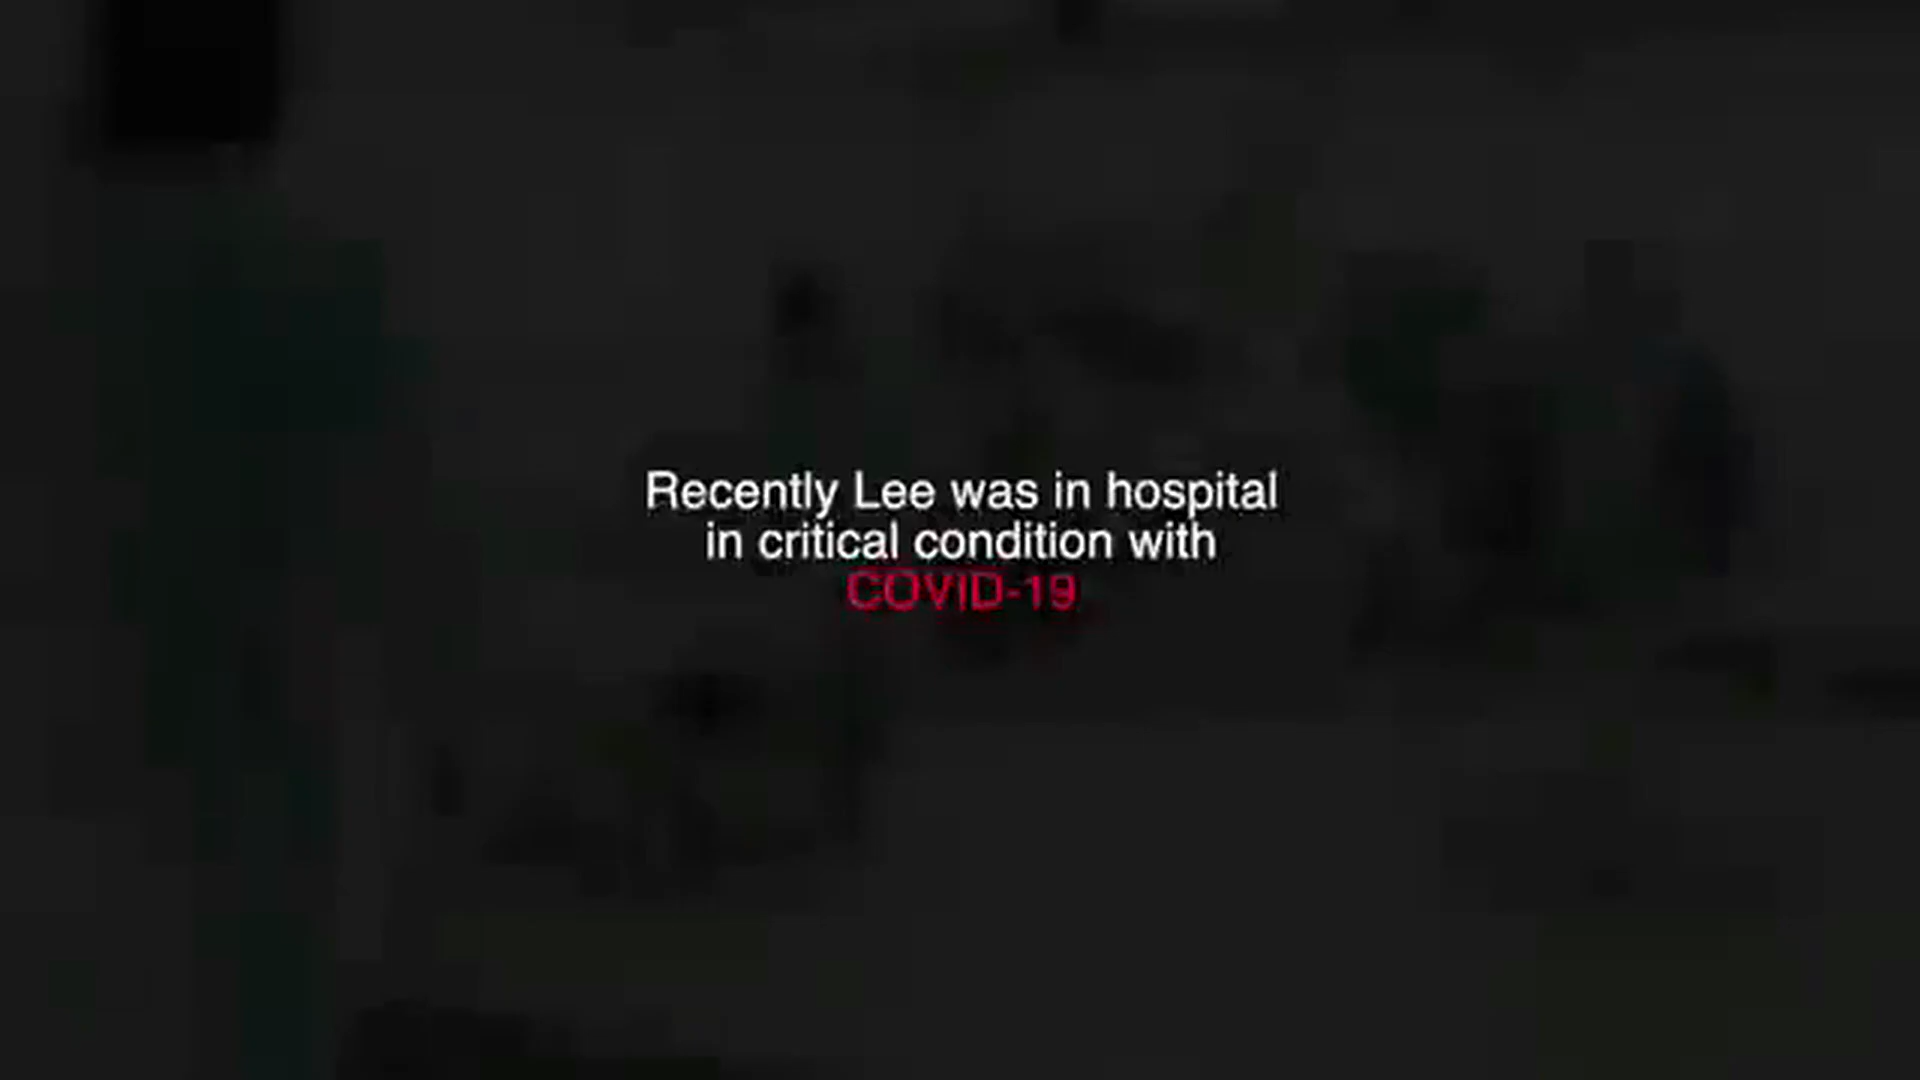 Recently Lee was in hospital
in critical condition with
COVID-19